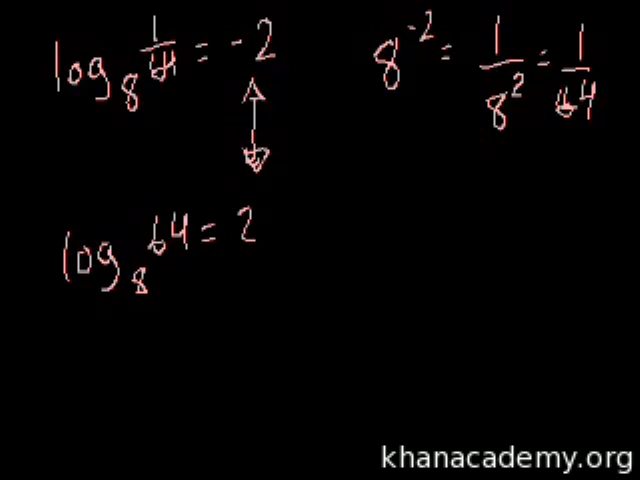 log₈ 1/64 = -2
8⁻² = 1/8² = 1/64
log₈ 64 = 2
khanacademy.org